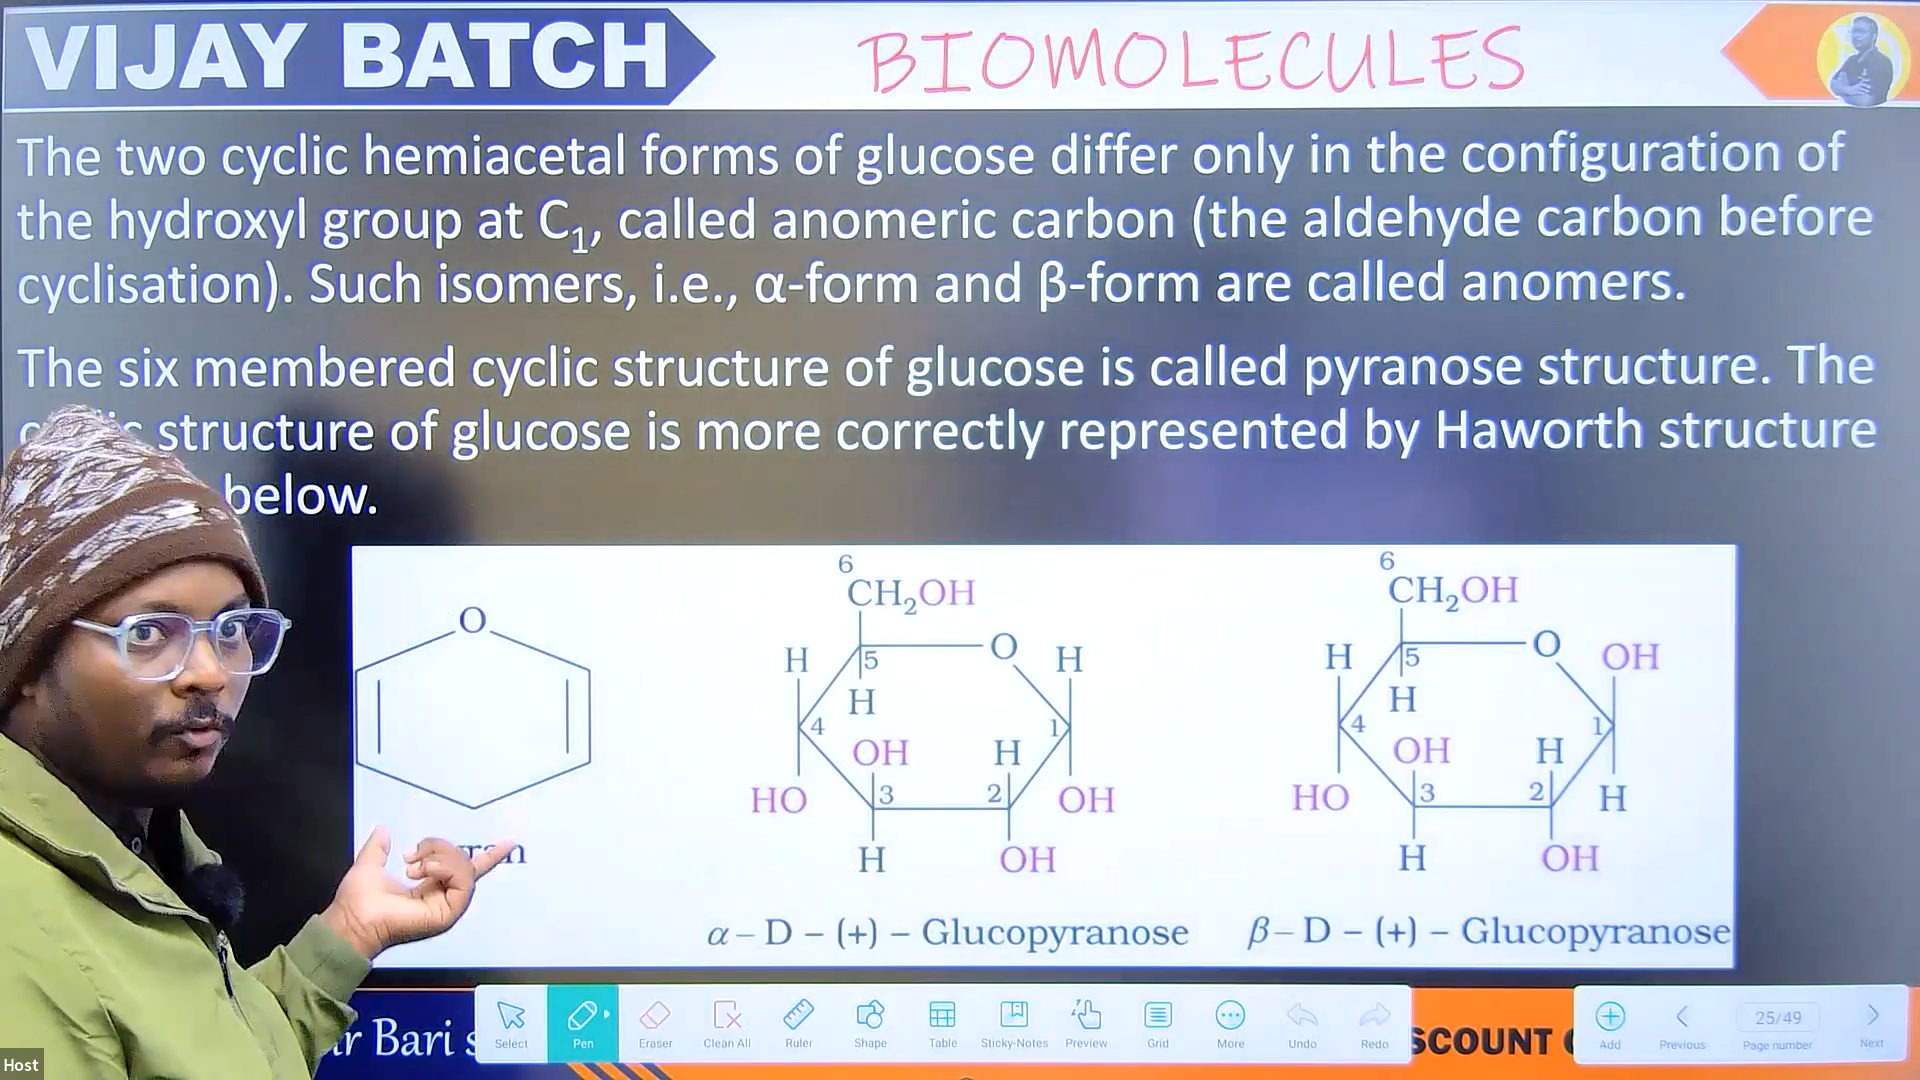 VIJAY BATCH
BIOMOLECULES
The two cyclic hemiacetal forms of glucose differ only in the configuration of
the hydroxyl group at C₁, called anomeric carbon (the aldehyde carbon before
cyclisation). Such isomers, i.e., α-form and β-form are called anomers.
The six membered cyclic structure of glucose is called pyranose structure. The
structure of glucose is more correctly represented by Haworth structure
below.
O
6
CH₂OH
H 5 O H
H
4 1
OH H
HO 3 2 OH
H OH
α – D – (+) – Glucopyranose
6
CH₂OH
H 5 O OH
H
4 1
OH H
HO 3 2 H
H OH
β – D – (+) – Glucopyranose
Bari
Select Pen Eraser Clean All Ruler Shape Table Sticky-Notes Preview Grid More Undo Redo
Add Previous 25/49 Page number Next
Host